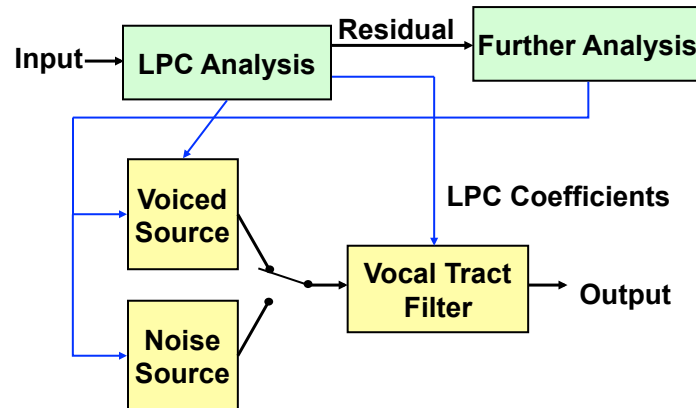 Residual
Input
LPC Analysis
Further Analysis
Voiced
Source
LPC Coefficients
Vocal Tract
Filter
Output
Noise
Source